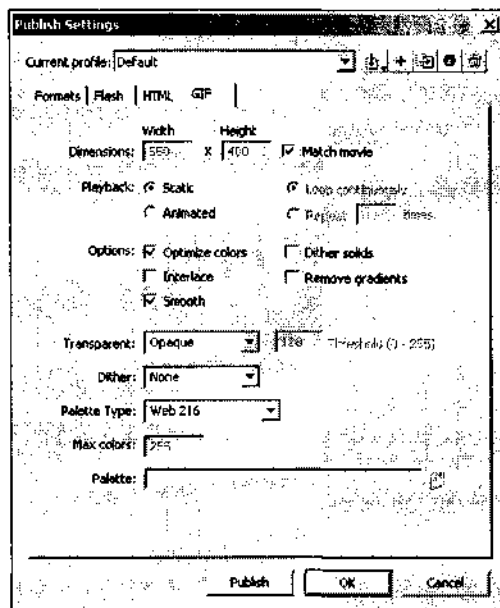 Publish Settings
Current profile: Default
Formats Flash HTML GIF
Width Height
Dimensions: 550 X 400 Match movie
Playback: Static Loop continuously
Animated Repeat times
Options: Optimize colors Dither solids
Interlace Remove gradients
Smooth
Transparent: Opaque 128 Threshold (0 - 255)
Dither: None
Palette Type: Web 216
Max colors: 255
Palette:
Publish OK Cancel